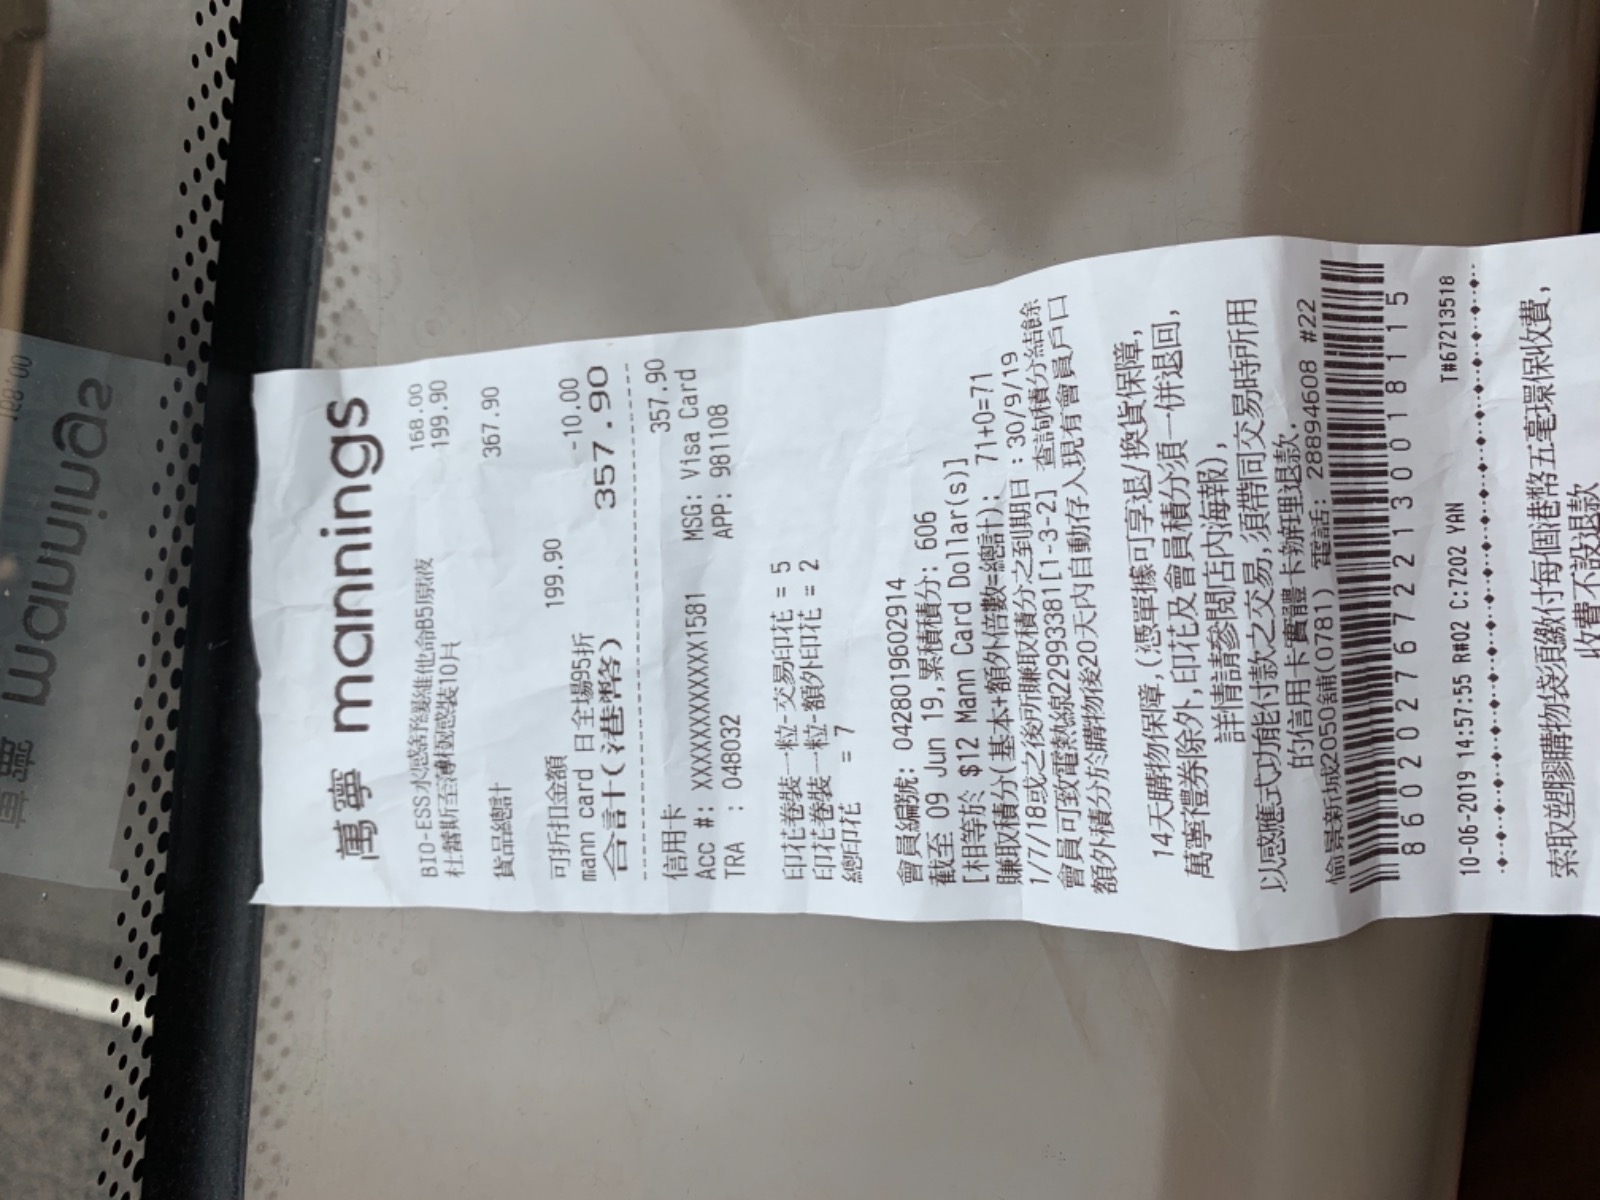 萬寧 mannings
BIO-ESS水感舒緩維他命B5原液 168.00
杜蕾斯至薄極感裝10片 199.90
貨品總計 367.90
可折扣金額 199.90
mann card 日全場95折 -10.00
合計(港幣) 357.90
信用卡 357.90
Acc #: XXXXXXXXXXXX1581 MSG: Visa Card
TRA : 048032 APP: 981108
印花卷裝一粒-交易印花 = 5
印花卷裝一粒-額外印花 = 2
總印花 = 7
會員編號: 0428019602914
截至 09 Jun 19,累積積分: 606
[相等於 $12 Mann Card Dollar(s)]
賺取積分(基本+額外倍數=總計): 71+0=71
1/7/18或之後所賺取積分之到期日：30/9/19
會員可致電熱線22993381[1-3-2] 查詢積分結餘
額外積分於購物後20天內自動存入現有會員戶口
14天購物保障,(憑單據可享退/換貨保障,
萬寧禮券除外,印花及會員積分須一併退回,
詳情請參閱店內海報),
以感應式功能付款之交易,須帶同交易時所用
的信用卡實體卡辦理退款.
愉景新城2050舖(0781) 電話: 28894608 #22
86020276722130018115
10-06-2019 14:57:55 R#02 C:7202 YAN T#67213518
索取塑膠購物袋須繳付每個港幣五毫環保收費,
收費不設退款